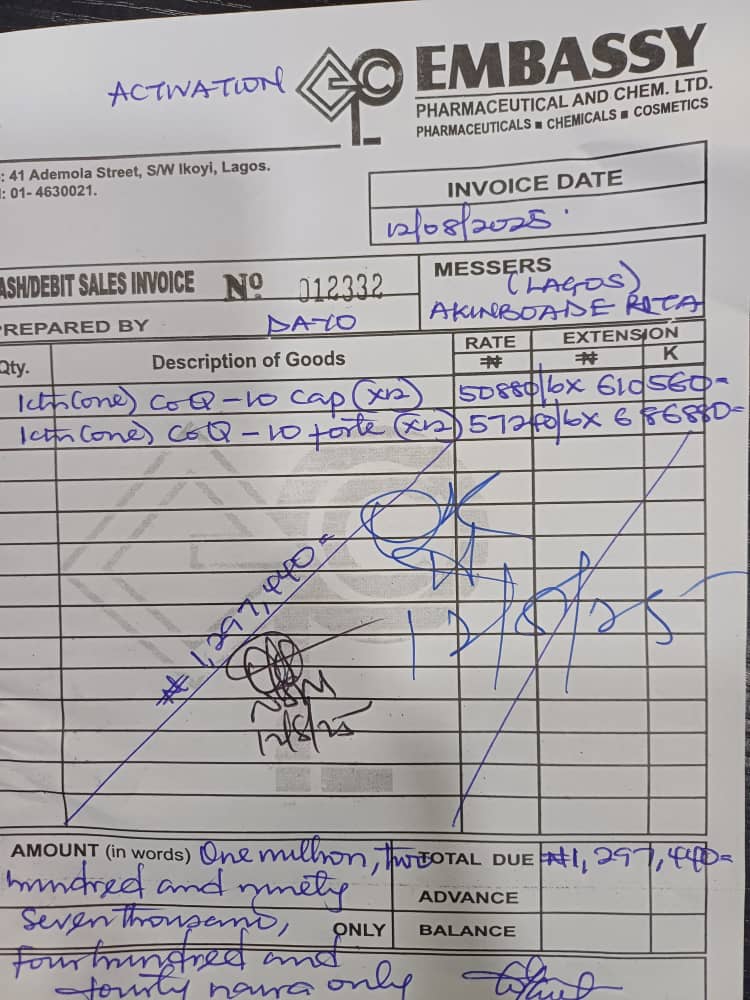 ACTIVATION
EMBASSY
PHARMACEUTICAL AND CHEM. LTD.
PHARMACEUTICALS ■ CHEMICALS ■ COSMETICS
: 41 Ademola Street, S/W Ikoyi, Lagos.
: 01- 4630021.
INVOICE DATE
12/08/2025
ASH/DEBIT SALES INVOICE Nº 012332
MESSERS
(LAGOS)
AKINBOADE RITA
PREPARED BY DAYO
Qty. Description of Goods RATE ₦ EXTENSION ₦ K
1ctn(one) COQ-10 cap (x12) 50880/6x 610560=
1ctn(one) COQ-10 forte (x12) 57240/6x 686880=
₦1,297,440=
OK
12/8/25
NSM
12/8/25
AMOUNT (in words) One million, two
hundred and ninety
seven thousand,
four hundred and
fourty naira only
ONLY
TOTAL DUE ₦1,297,440=
ADVANCE
BALANCE